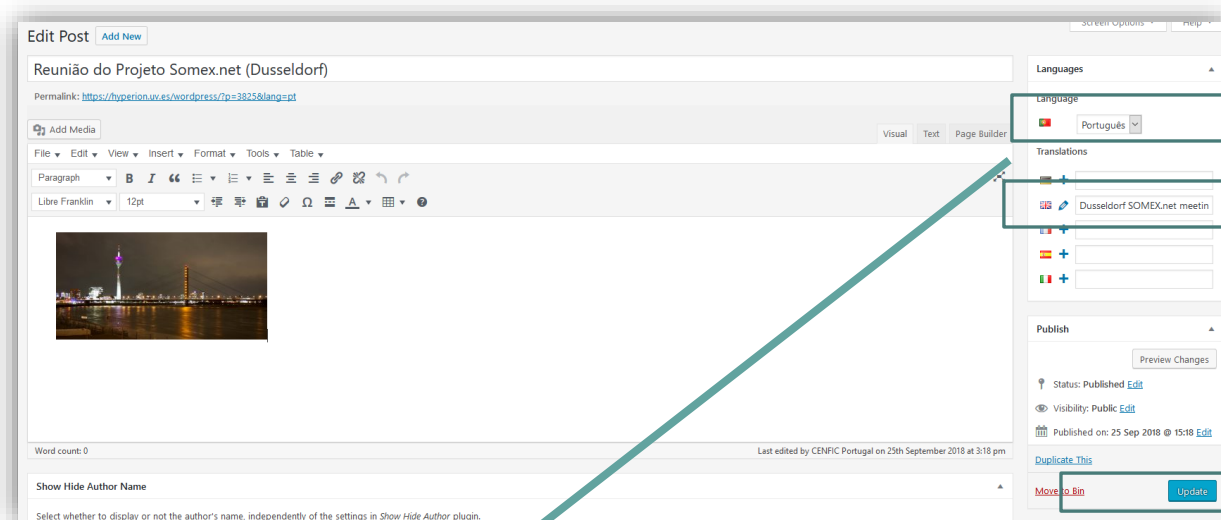 Screen Options Help
Edit Post Add New
Reunião do Projeto Somex.net (Dusseldorf)
Permalink: https://hyperion.uv.es/wordpress/?p=3825&lang=pt
Add Media
Visual Text Page Builder
File Edit View Insert Format Tools Table
Paragraph
Libre Franklin 12pt
Word count: 0 Last edited by CENFIC Portugal on 25th September 2018 at 3:18 pm
Show Hide Author Name
Select whether to display or not the author's name, independently of the settings in Show Hide Author plugin.
Languages
Language
Português
Translations
Dusseldorf SOMEX.net meetin
Publish
Preview Changes
Status: Published Edit
Visibility: Public Edit
Published on: 25 Sep 2018 @ 15:18 Edit
Duplicate This
Move to Bin Update